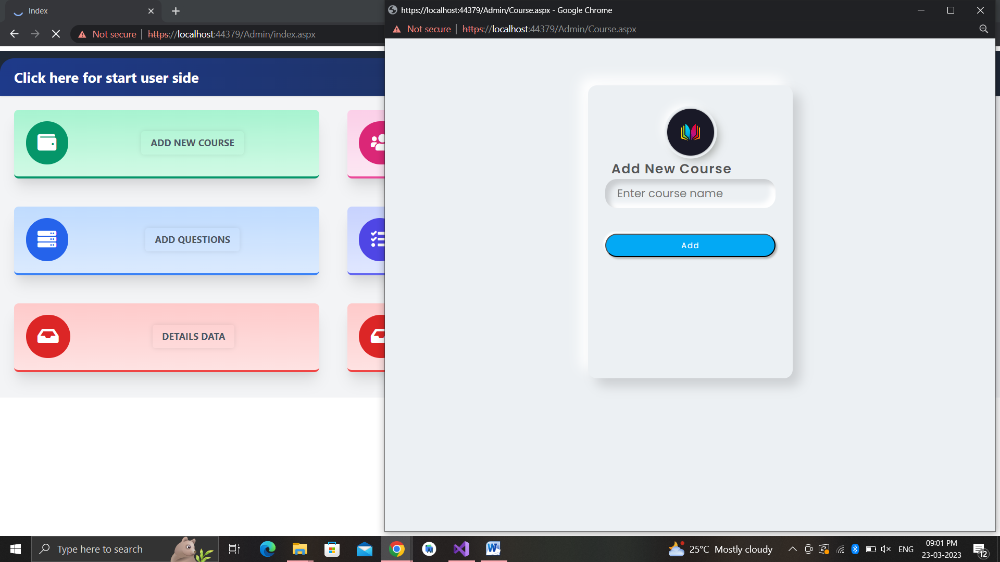 Index
Not secure | https://localhost:44379/Admin/index.aspx
Click here for start user side
ADD NEW COURSE
ADD QUESTIONS
DETAILS DATA
https://localhost:44379/Admin/Course.aspx - Google Chrome
Not secure | https://localhost:44379/Admin/Course.aspx
Add New Course
Enter course name
Add
Type here to search
25°C Mostly cloudy
ENG
09:01 PM
23-03-2023
12